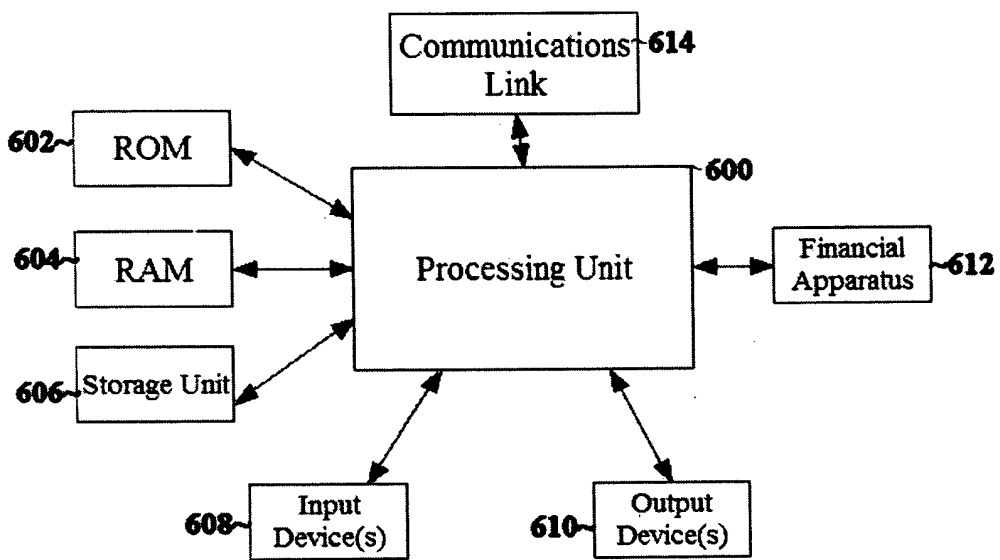 Communications
Link
614
602
ROM
600
604
RAM
Processing Unit
Financial
Apparatus
612
606
Storage Unit
608
Input
Device(s)
610
Output
Device(s)